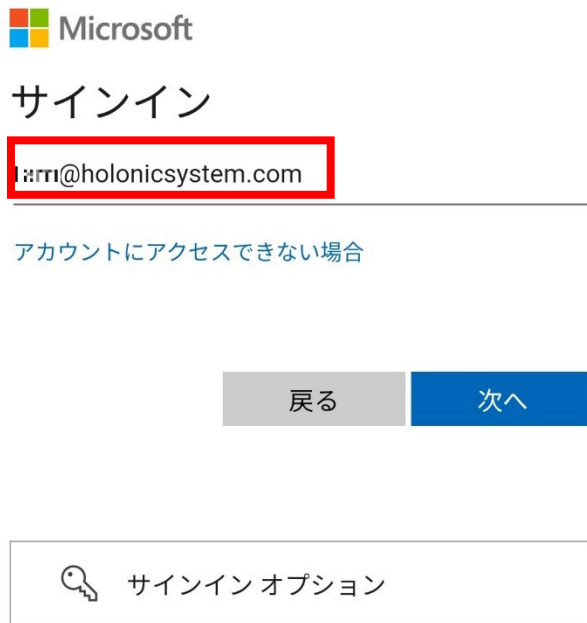 Microsoft
サインイン
@holonicsystem.com
アカウントにアクセスできない場合
戻る
次へ
サインイン オプション